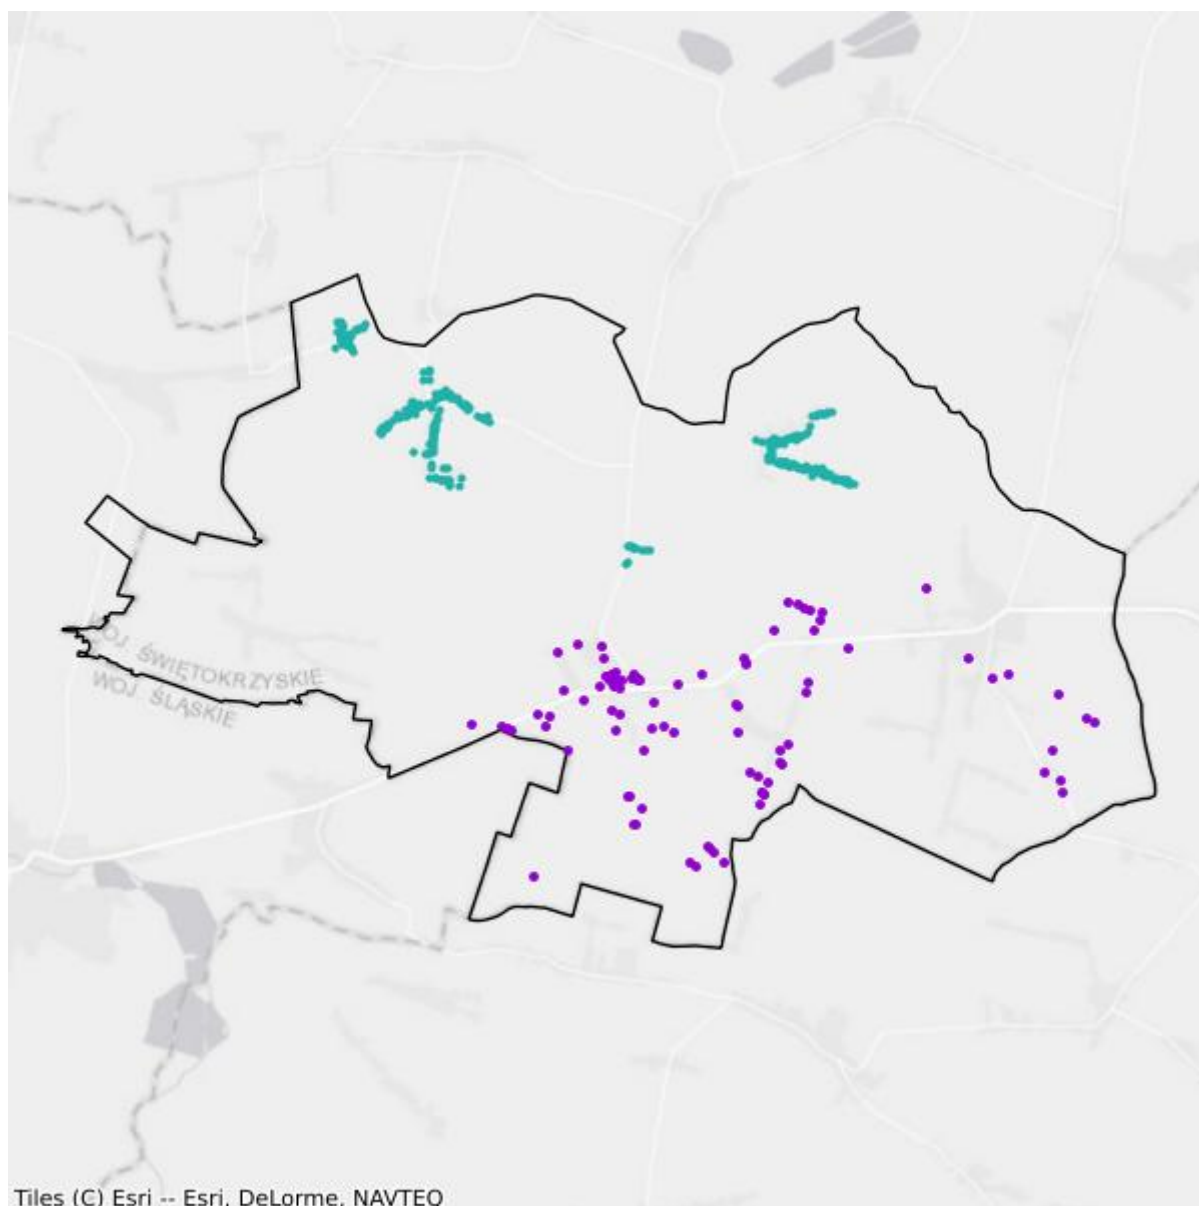 WOJ ŚWIĘTOKRZYSKIE
WOJ ŚLĄSKIE
Tiles (C) Esri -- Esri, DeLorme, NAVTEQ